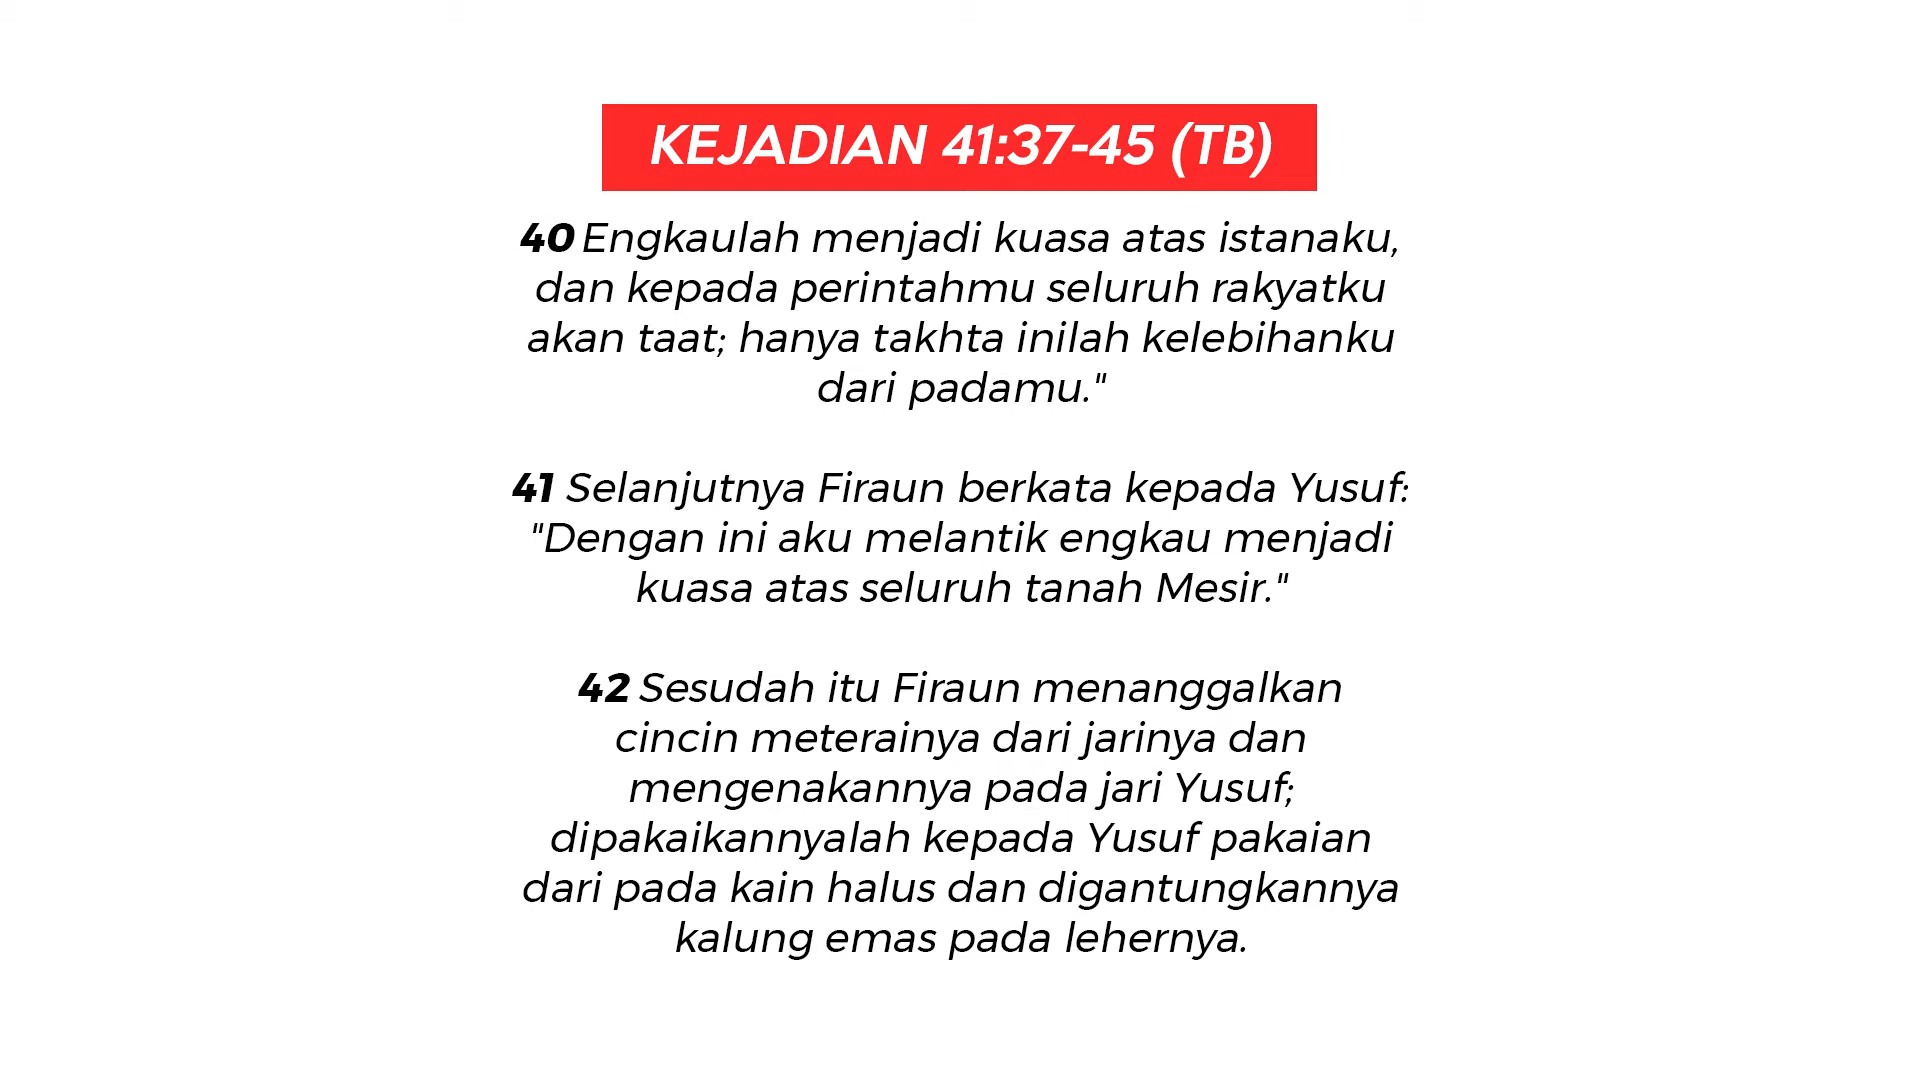 KEJADIAN 41:37-45 (TB)
40 Engkaulah menjadi kuasa atas istanaku,
dan kepada perintahmu seluruh rakyatku
akan taat; hanya takhta inilah kelebihanku
dari padamu."
41 Selanjutnya Firaun berkata kepada Yusuf:
"Dengan ini aku melantik engkau menjadi
kuasa atas seluruh tanah Mesir."
42 Sesudah itu Firaun menanggalkan
cincin meterainya dari jarinya dan
mengenakannya pada jari Yusuf;
dipakaikannyalah kepada Yusuf pakaian
dari pada kain halus dan digantungkannya
kalung emas pada lehernya.